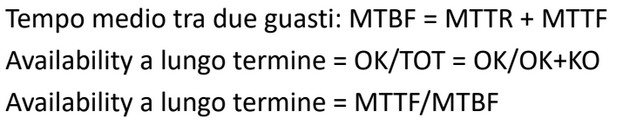 Tempo medio tra due guasti: MTBF = MTTR + MTTF
Availability a lungo termine = OK/TOT = OK/OK+KO
Availability a lungo termine = MTTF/MTBF